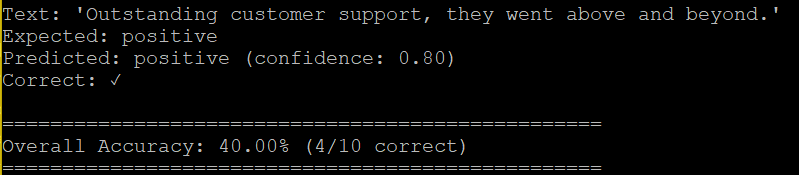 Text: 'Outstanding customer support, they went above and beyond.'
Expected: positive
Predicted: positive (confidence: 0.80)
Correct: ✓
==================================================
Overall Accuracy: 40.00% (4/10 correct)
==================================================